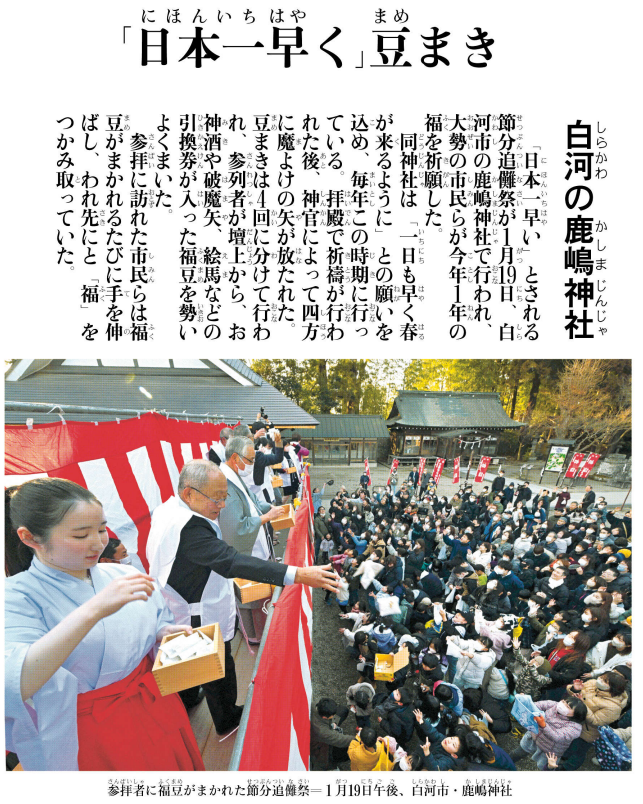 「日本一早く」豆まき
白河の鹿嶋神社
「日本一早い」とされる
節分追儺祭が1月19日、白
河市の鹿嶋神社で行われ、
大勢の市民らが今年1年の
福を祈願した。
同神社は「一日も早く春
が来るように」との願いを
込め、毎年この時期に行っ
ている。拝殿で祈禱が行わ
れた後、神官によって四方
に魔よけの矢が放たれた。
豆まきは4回に分けて行わ
れ、参列者が壇上から、お
神酒や破魔矢、絵馬などの
引換券が入った福豆を勢い
よくまいた。
参拝に訪れた市民らは福
豆がまかれるたびに手を伸
ばし、われ先にと「福」を
つかみ取っていた。
参拝者に福豆がまかれた節分追儺祭＝1月19日午後、白河市・鹿嶋神社